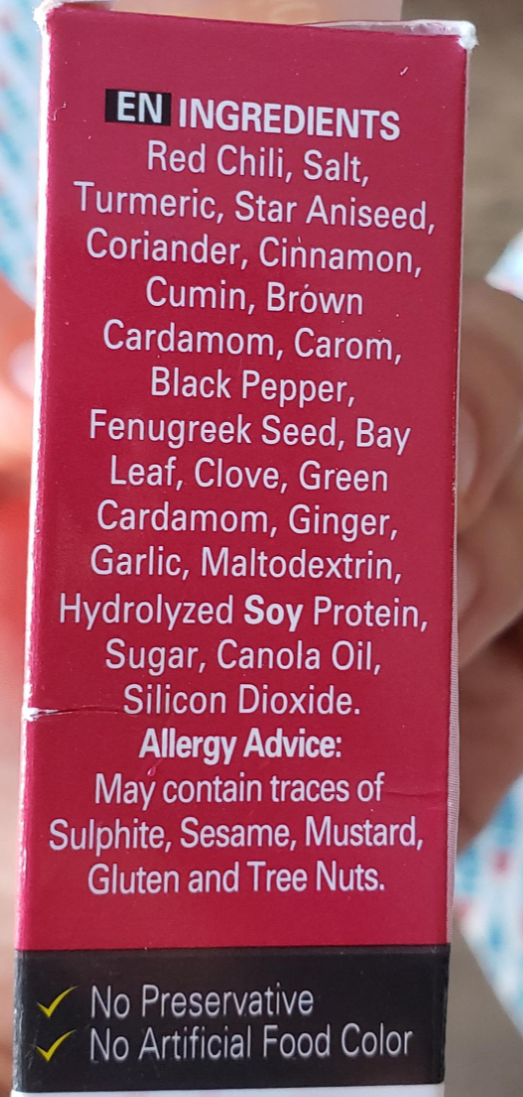 EN INGREDIENTS
Red Chili, Salt,
Turmeric, Star Aniseed,
Coriander, Cinnamon,
Cumin, Brown
Cardamom, Carom,
Black Pepper,
Fenugreek Seed, Bay
Leaf, Clove, Green
Cardamom, Ginger,
Garlic, Maltodextrin,
Hydrolyzed Soy Protein,
Sugar, Canola Oil,
Silicon Dioxide.
Allergy Advice:
May contain traces of
Sulphite, Sesame, Mustard,
Gluten and Tree Nuts.
No Preservative
No Artificial Food Color